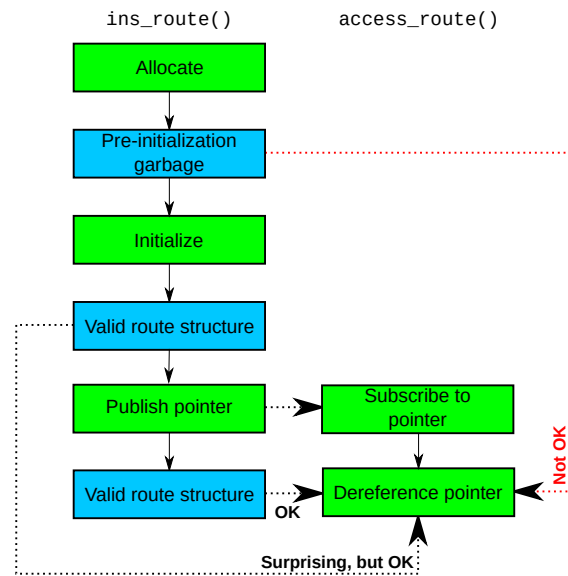 ins_route()
access_route()
Allocate
Pre-initialization
garbage
Initialize
Valid route structure
Publish pointer
Subscribe to
pointer
Not OK
Valid route structure
OK
Dereference pointer
Surprising, but OK